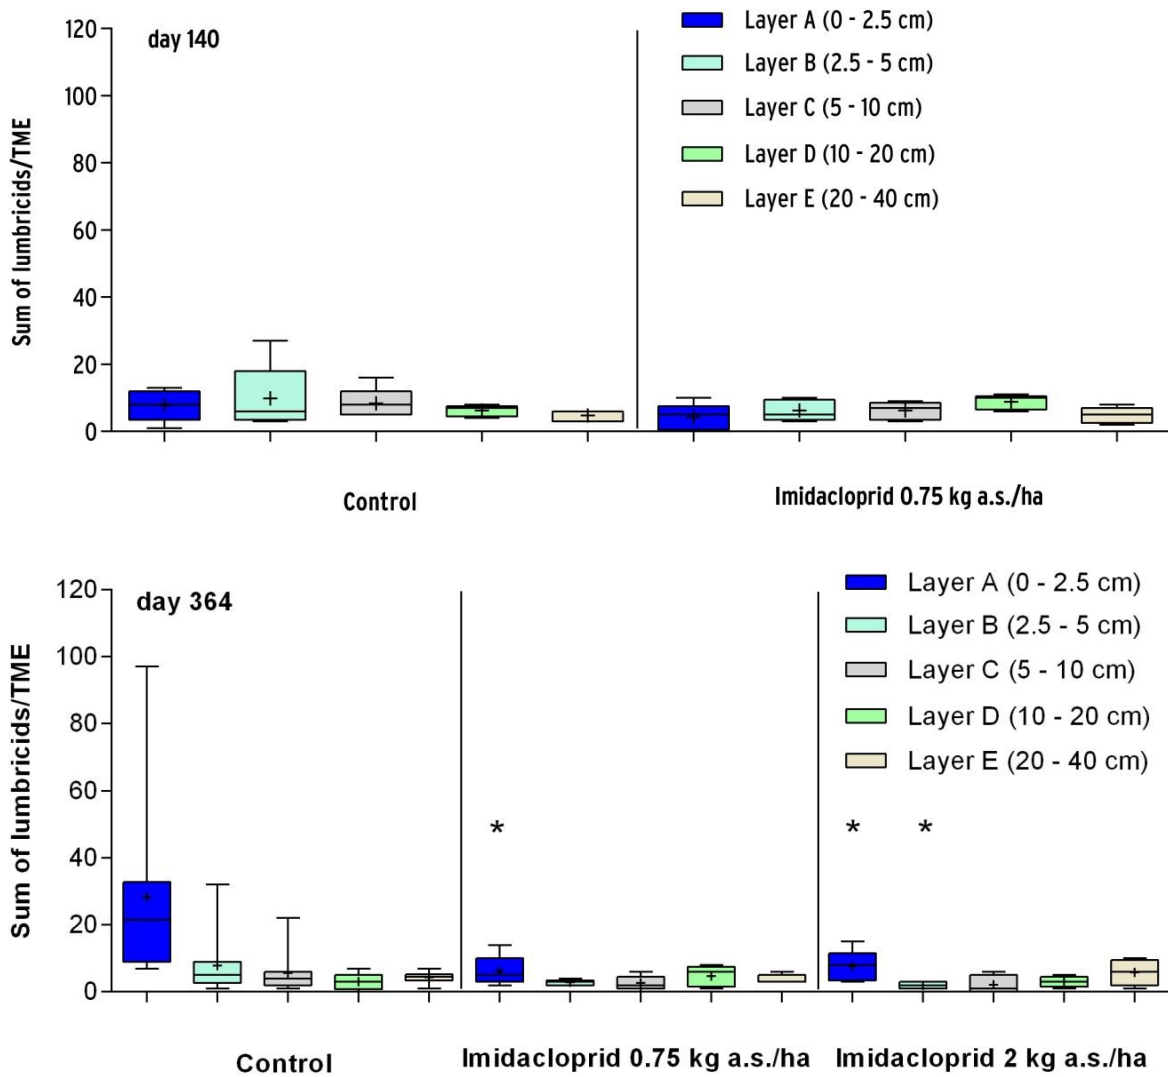 120
100
80
60
40
20
0
Sum of lumbricids/TME
day 140
Layer A (0 - 2.5 cm)
Layer B (2.5 - 5 cm)
Layer C (5 - 10 cm)
Layer D (10 - 20 cm)
Layer E (20 - 40 cm)
Control
Imidacloprid 0.75 kg a.s./ha
120
100
80
60
40
20
0
Sum of lumbricids/TME
day 364
Layer A (0 - 2.5 cm)
Layer B (2.5 - 5 cm)
Layer C (5 - 10 cm)
Layer D (10 - 20 cm)
Layer E (20 - 40 cm)
* * *
Control
Imidacloprid 0.75 kg a.s./ha
Imidacloprid 2 kg a.s./ha